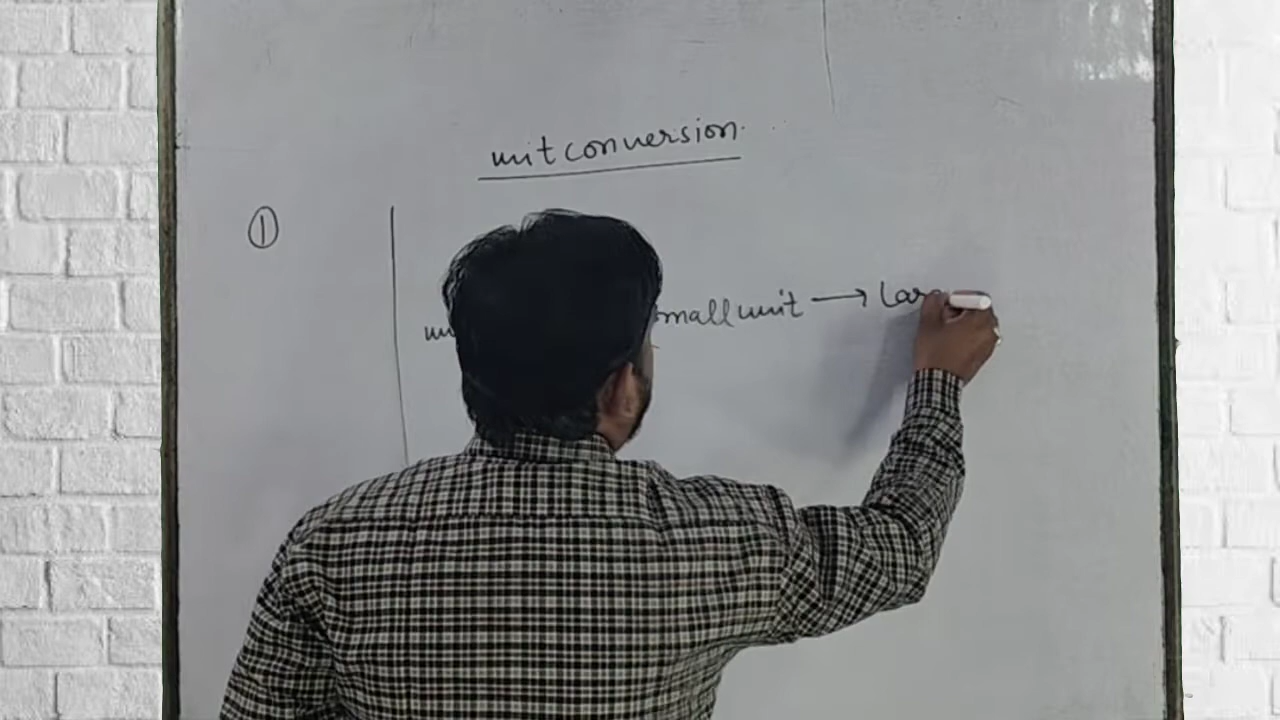 unit conversion.
①
small unit → Lar